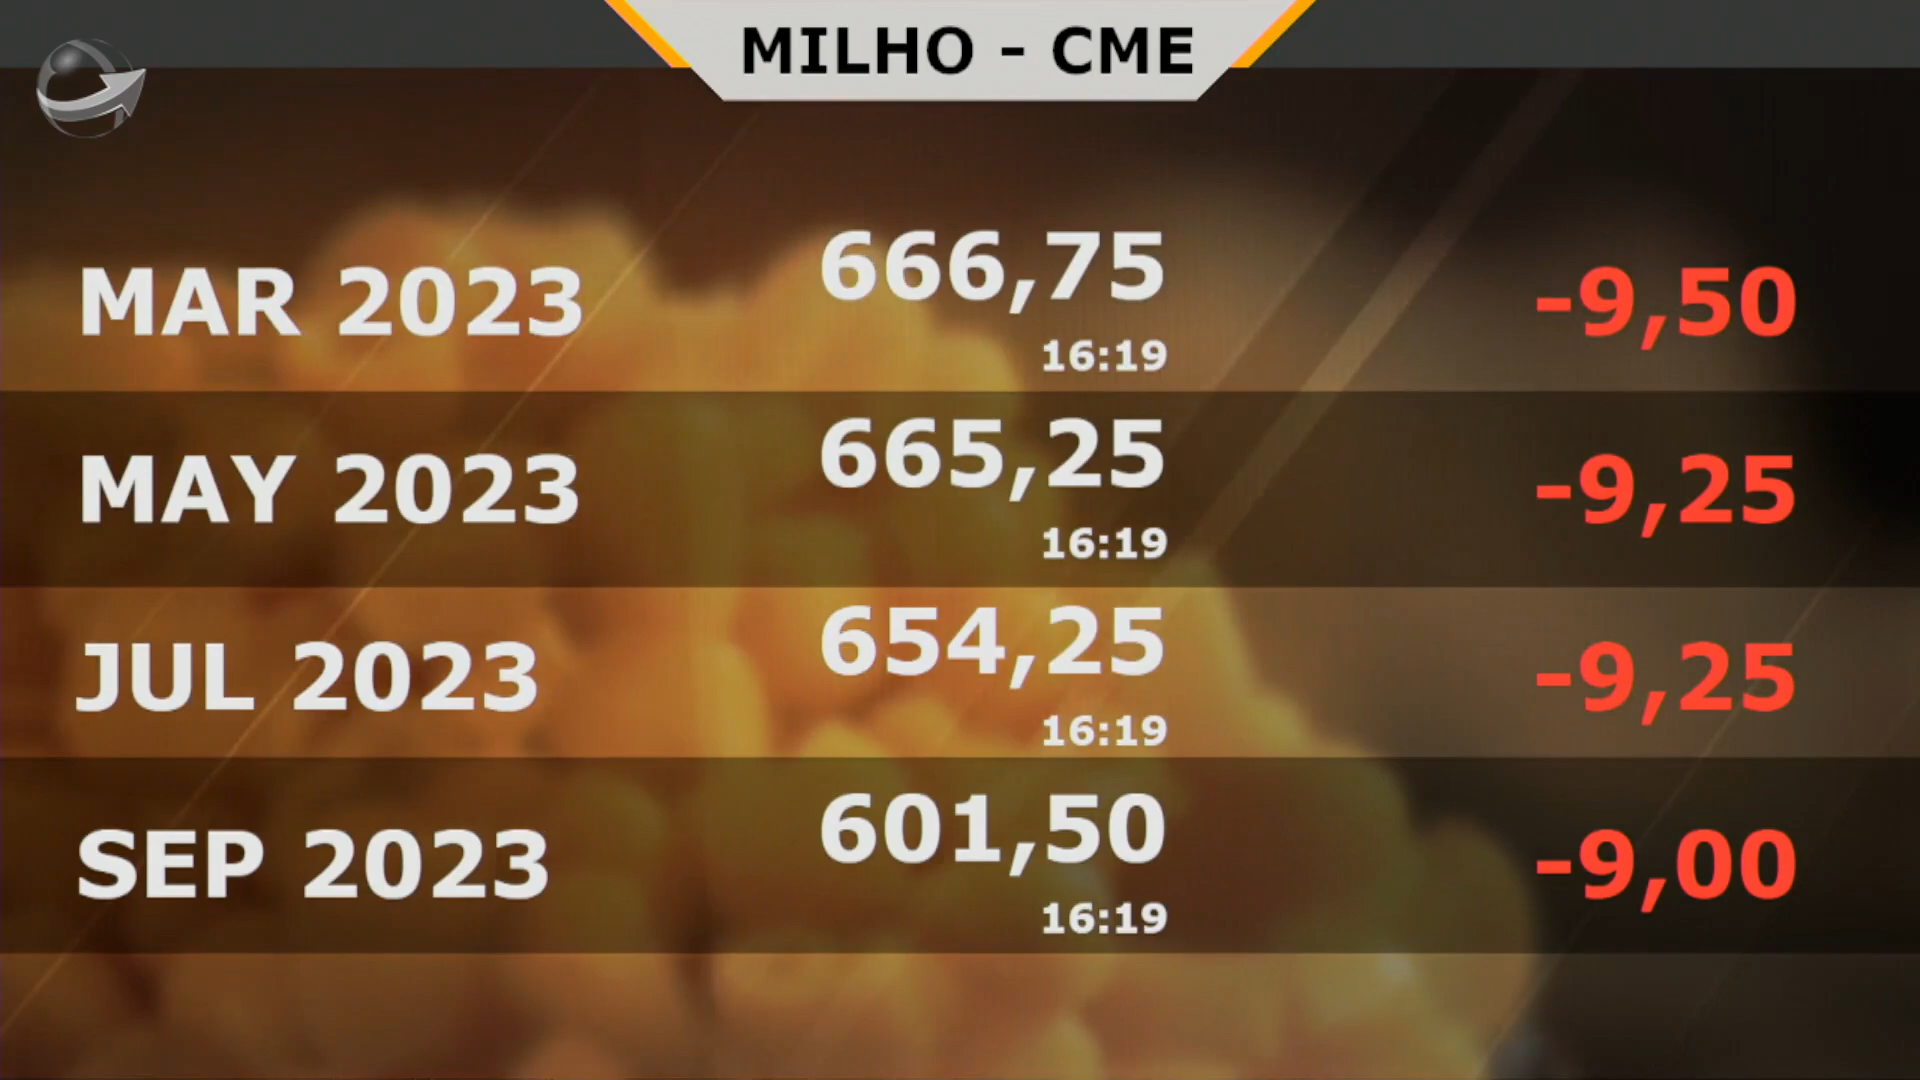 MILHO - CME
MAR 2023 666,75 -9,50
16:19
MAY 2023 665,25 -9,25
16:19
JUL 2023 654,25 -9,25
16:19
SEP 2023 601,50 -9,00
16:19